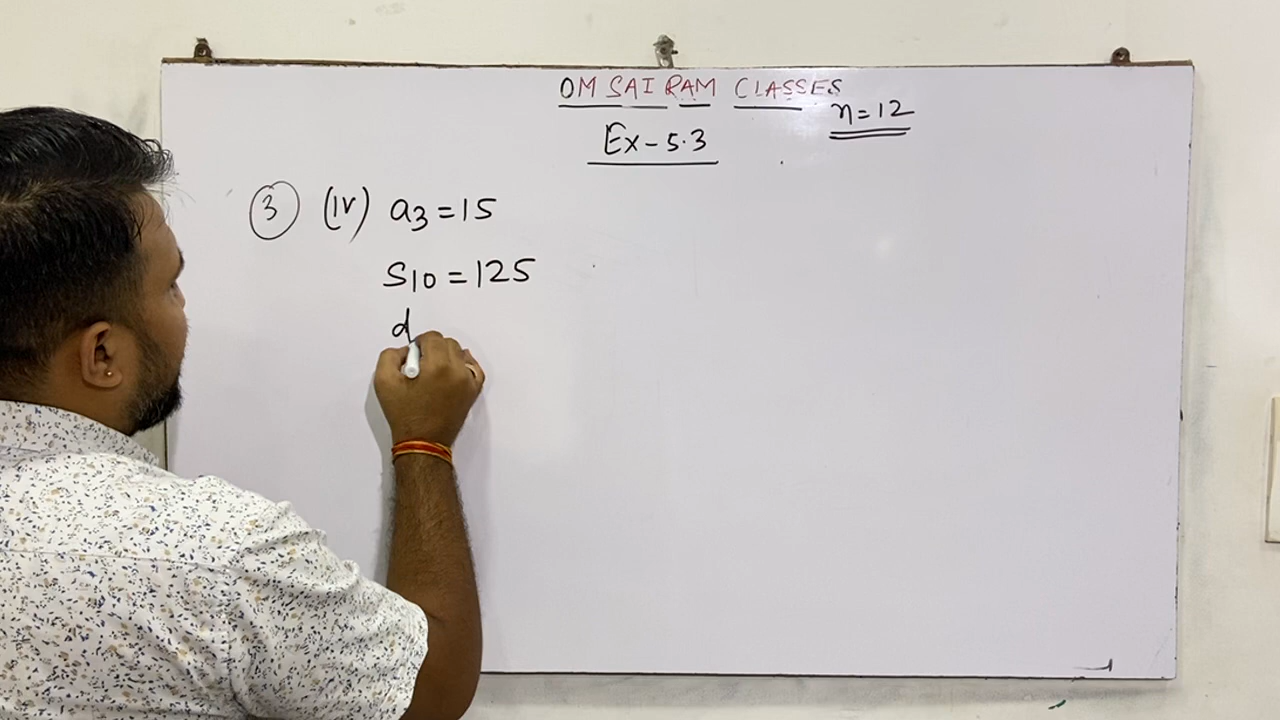 OM SAI RAM CLASSES
n=12
Ex-5.3
3 (iv) a3=15
S10=125
d